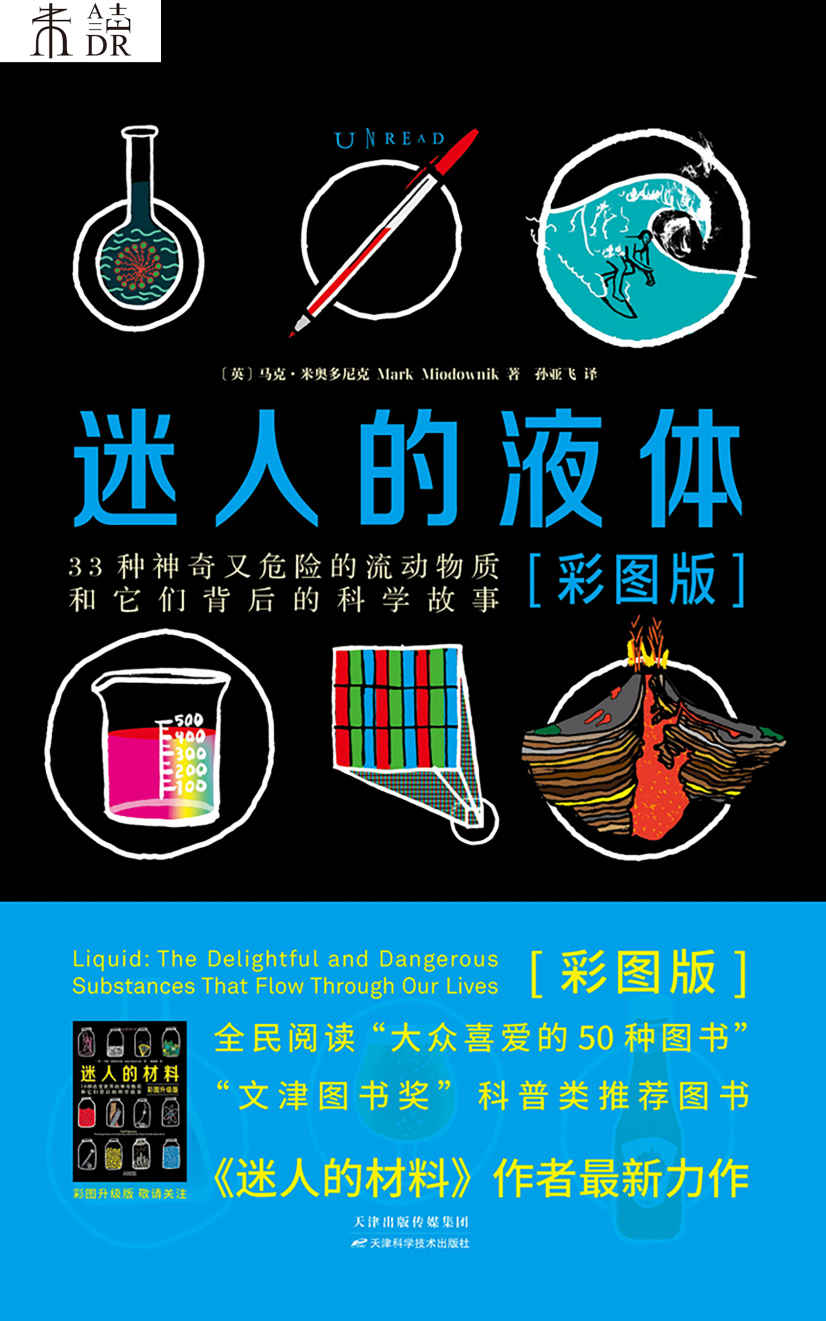 未 A 三 讀 DR
UNREAD
［英］马克·米奥多尼克 Mark Miodownik 著 孙亚飞 译
迷人的液体
33种神奇又危险的流动物质
和它们背后的科学故事
［彩图版］
500
400
300
200
100
Liquid: The Delightful and Dangerous
Substances That Flow Through Our Lives
［彩图版］
全民阅读“大众喜爱的50种图书”
“文津图书奖”科普类推荐图书
迷人的材料
彩图升级版
《迷人的材料》作者最新力作
彩图升级版 敬请关注
天津出版传媒集团
天津科学技术出版社